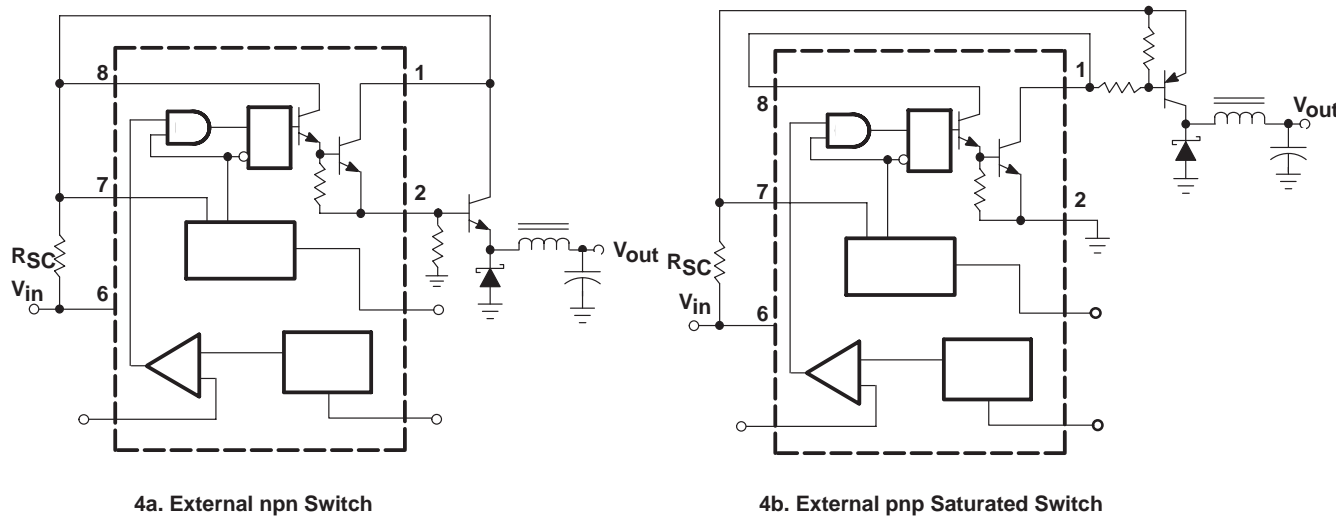 8
1
7
2
RSC
Vin
6
Vout
4a. External npn Switch
1
8
Vout
7
2
RSC
Vin
6
4b. External pnp Saturated Switch